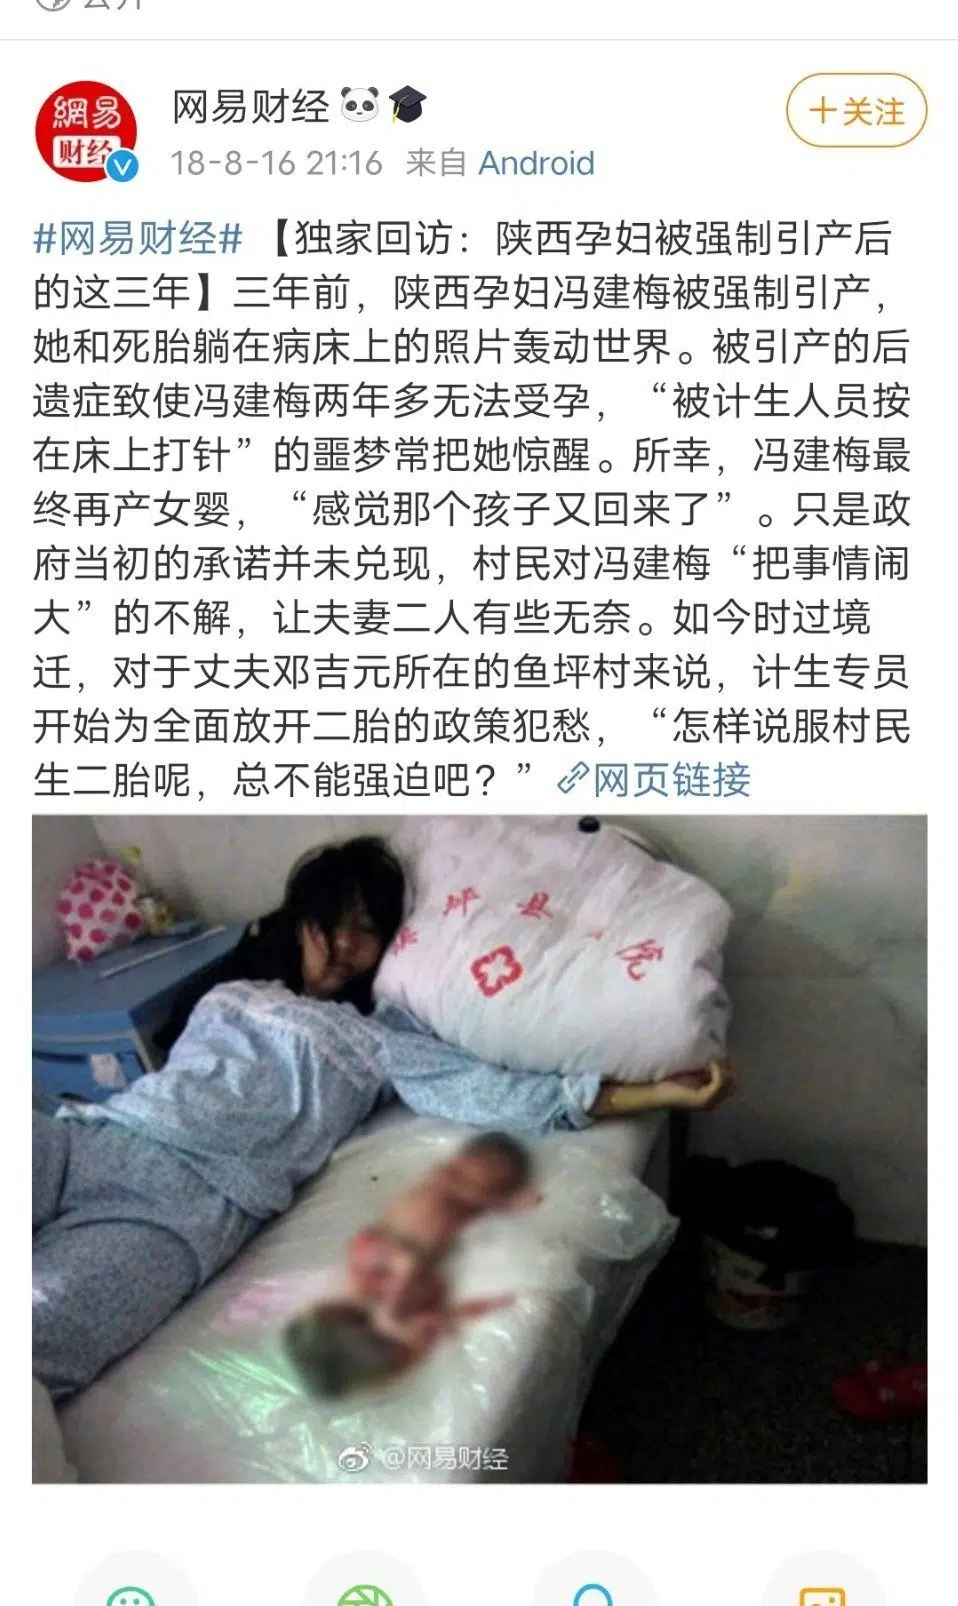 公开
網易
财经
网易财经🐼🎓
+关注
18-8-16 21:16 来自 Android
#网易财经# 【独家回访：陕西孕妇被强制引产后
的这三年】三年前，陕西孕妇冯建梅被强制引产，
她和死胎躺在病床上的照片轰动世界。被引产的后
遗症致使冯建梅两年多无法受孕，“被计生人员按
在床上打针”的噩梦常把她惊醒。所幸，冯建梅最
终再产女婴，“感觉那个孩子又回来了”。只是政
府当初的承诺并未兑现，村民对冯建梅“把事情闹
大”的不解，让夫妻二人有些无奈。如今时过境
迁，对于丈夫邓吉元所在的鱼坪村来说，计生专员
开始为全面放开二胎的政策犯愁，“怎样说服村民
生二胎呢，总不能强迫吧？” 网页链接
坪 县 院
@网易财经